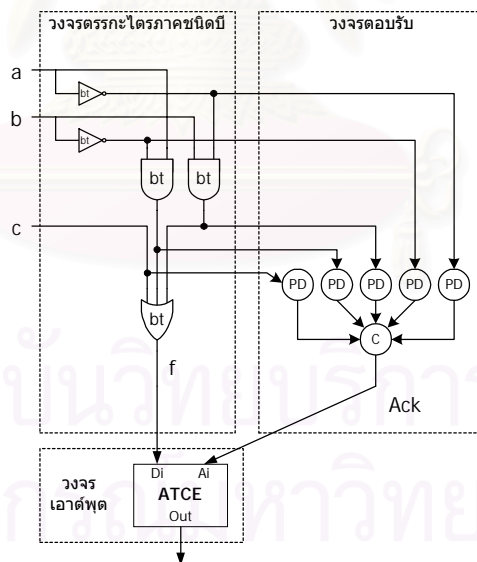 วงจรตรรกะไตรภาคชนิดบี
วงจรตอบรับ
a
bt
b
bt
bt
bt
c
PD
PD
PD
PD
PD
bt
C
f
Ack
วงจร
เอาต์พุต
Di
Ai
ATCE
Out